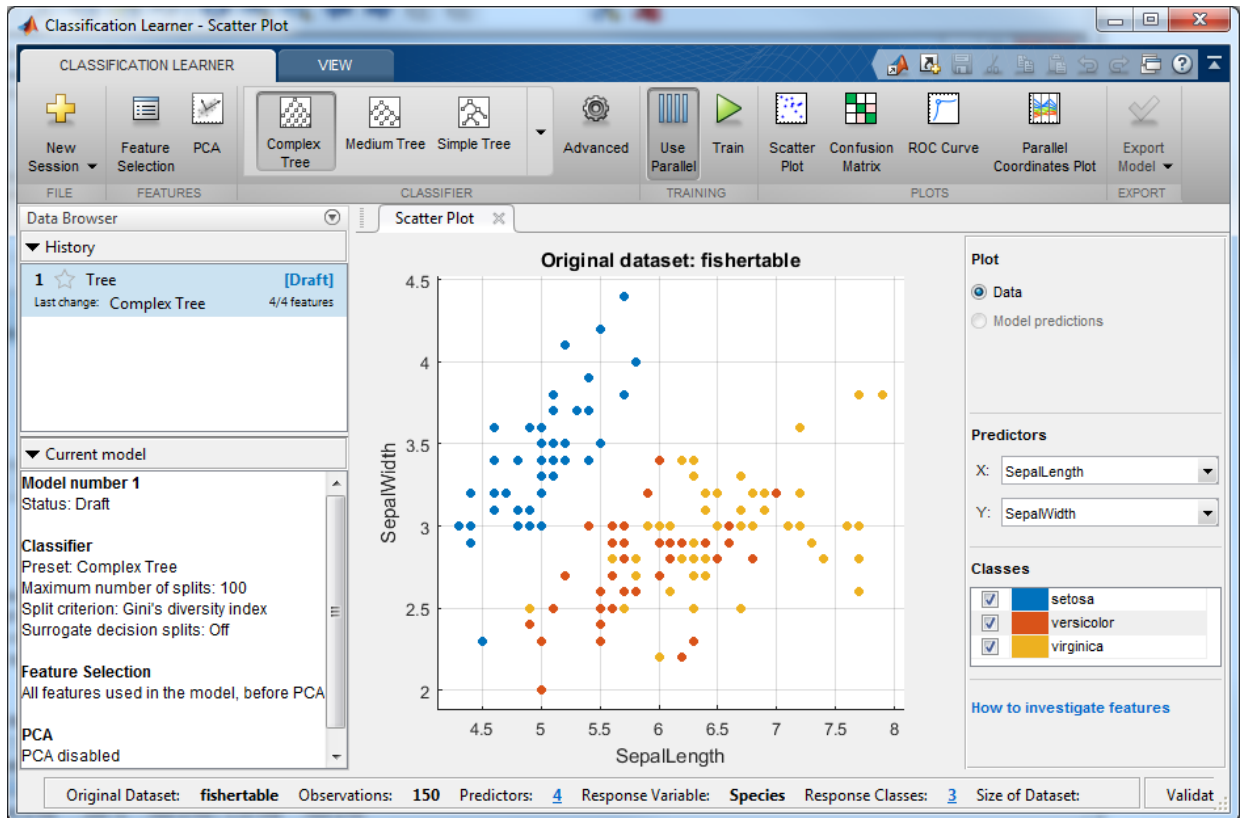 Classification Learner - Scatter Plot
CLASSIFICATION LEARNER VIEW
New Session
Feature Selection
PCA
Complex Tree
Medium Tree
Simple Tree
Advanced
Use Parallel
Train
Scatter Plot
Confusion Matrix
ROC Curve
Parallel Coordinates Plot
Export Model
FILE FEATURES CLASSIFIER TRAINING PLOTS EXPORT
Data Browser
History
1 Tree [Draft]
Last change: Complex Tree 4/4 features
Current model
Model number 1
Status: Draft
Classifier
Preset: Complex Tree
Maximum number of splits: 100
Split criterion: Gini's diversity index
Surrogate decision splits: Off
Feature Selection
All features used in the model, before PCA
PCA
PCA disabled
Scatter Plot
Original dataset: fishertable
4.5
4
3.5
3
2.5
2
SepalWidth
4.5 5 5.5 6 6.5 7 7.5 8
SepalLength
Plot
Data
Model predictions
Predictors
X: SepalLength
Y: SepalWidth
Classes
setosa
versicolor
virginica
How to investigate features
Original Dataset: fishertable Observations: 150 Predictors: 4 Response Variable: Species Response Classes: 3 Size of Dataset: Validat